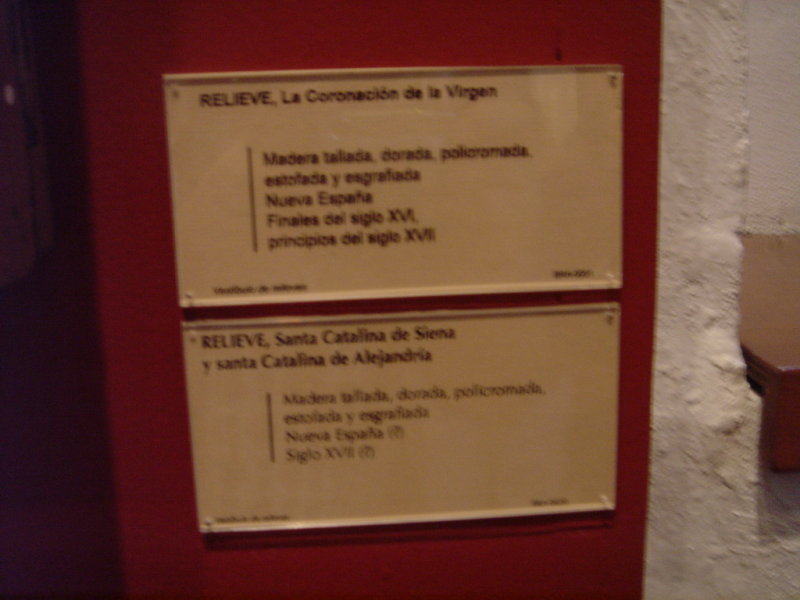 RELIEVE, La Coronación de la Virgen
Madera tallada, dorada, policromada,
estofada y esgrafiada
Nueva España
Finales del siglo XVI,
principios del siglo XVII
RELIEVE, Santa Catalina de Siena
y santa Catalina de Alejandría
Madera tallada, dorada, policromada,
estofada y esgrafiada
Nueva España (?)
Siglo XVII (?)